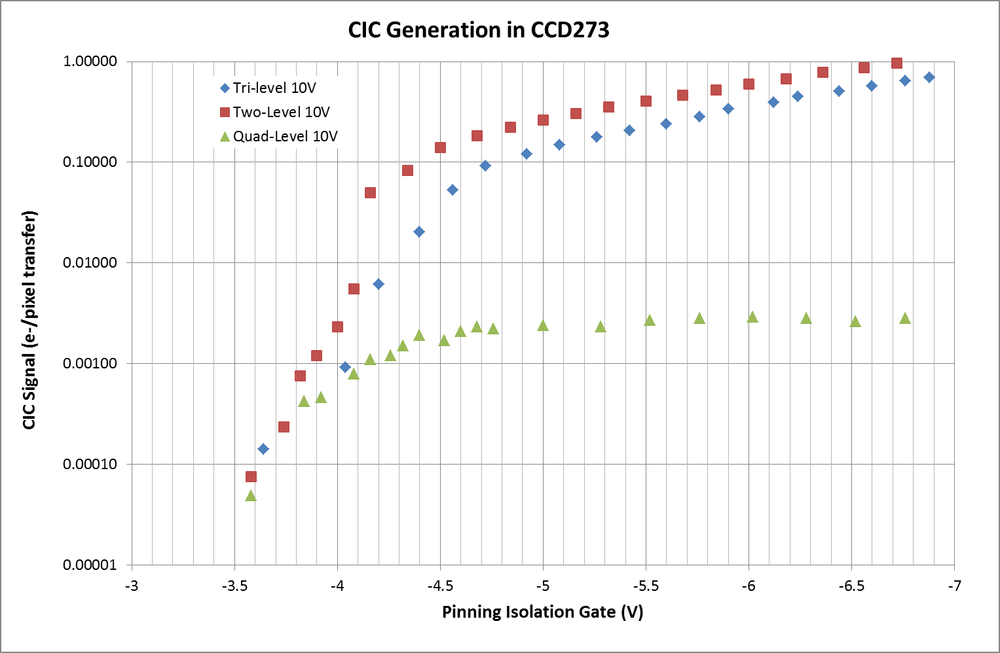 CIC Generation in CCD273
1.00000
0.10000
0.01000
0.00100
0.00010
0.00001
Tri-level 10V
Two-Level 10V
Quad-Level 10V
CIC Signal (e-/pixel transfer)
-3 -3.5 -4 -4.5 -5 -5.5 -6 -6.5 -7
Pinning Isolation Gate (V)